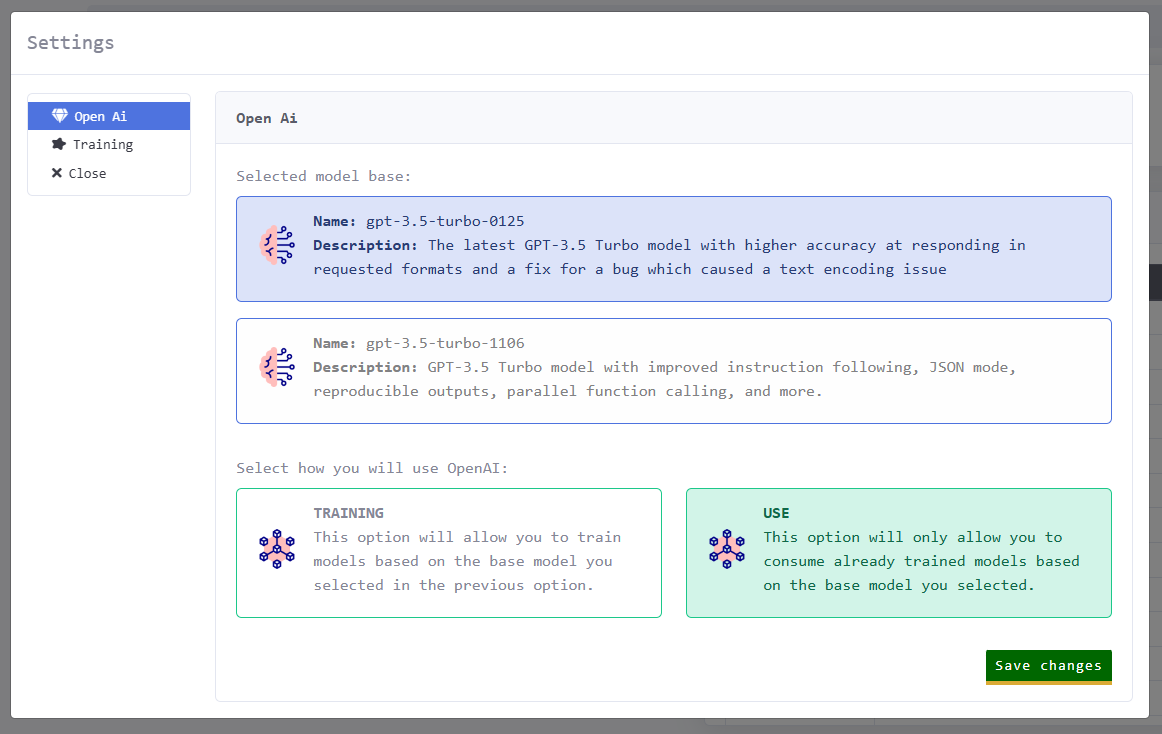 Settings
Open Ai
Training
Close
Open Ai
Selected model base:
Name: gpt-3.5-turbo-0125
Description: The latest GPT-3.5 Turbo model with higher accuracy at responding in
requested formats and a fix for a bug which caused a text encoding issue
Name: gpt-3.5-turbo-1106
Description: GPT-3.5 Turbo model with improved instruction following, JSON mode,
reproducible outputs, parallel function calling, and more.
Select how you will use OpenAI:
TRAINING
This option will allow you to train
models based on the base model you
selected in the previous option.
USE
This option will only allow you to
consume already trained models based
on the base model you selected.
Save changes